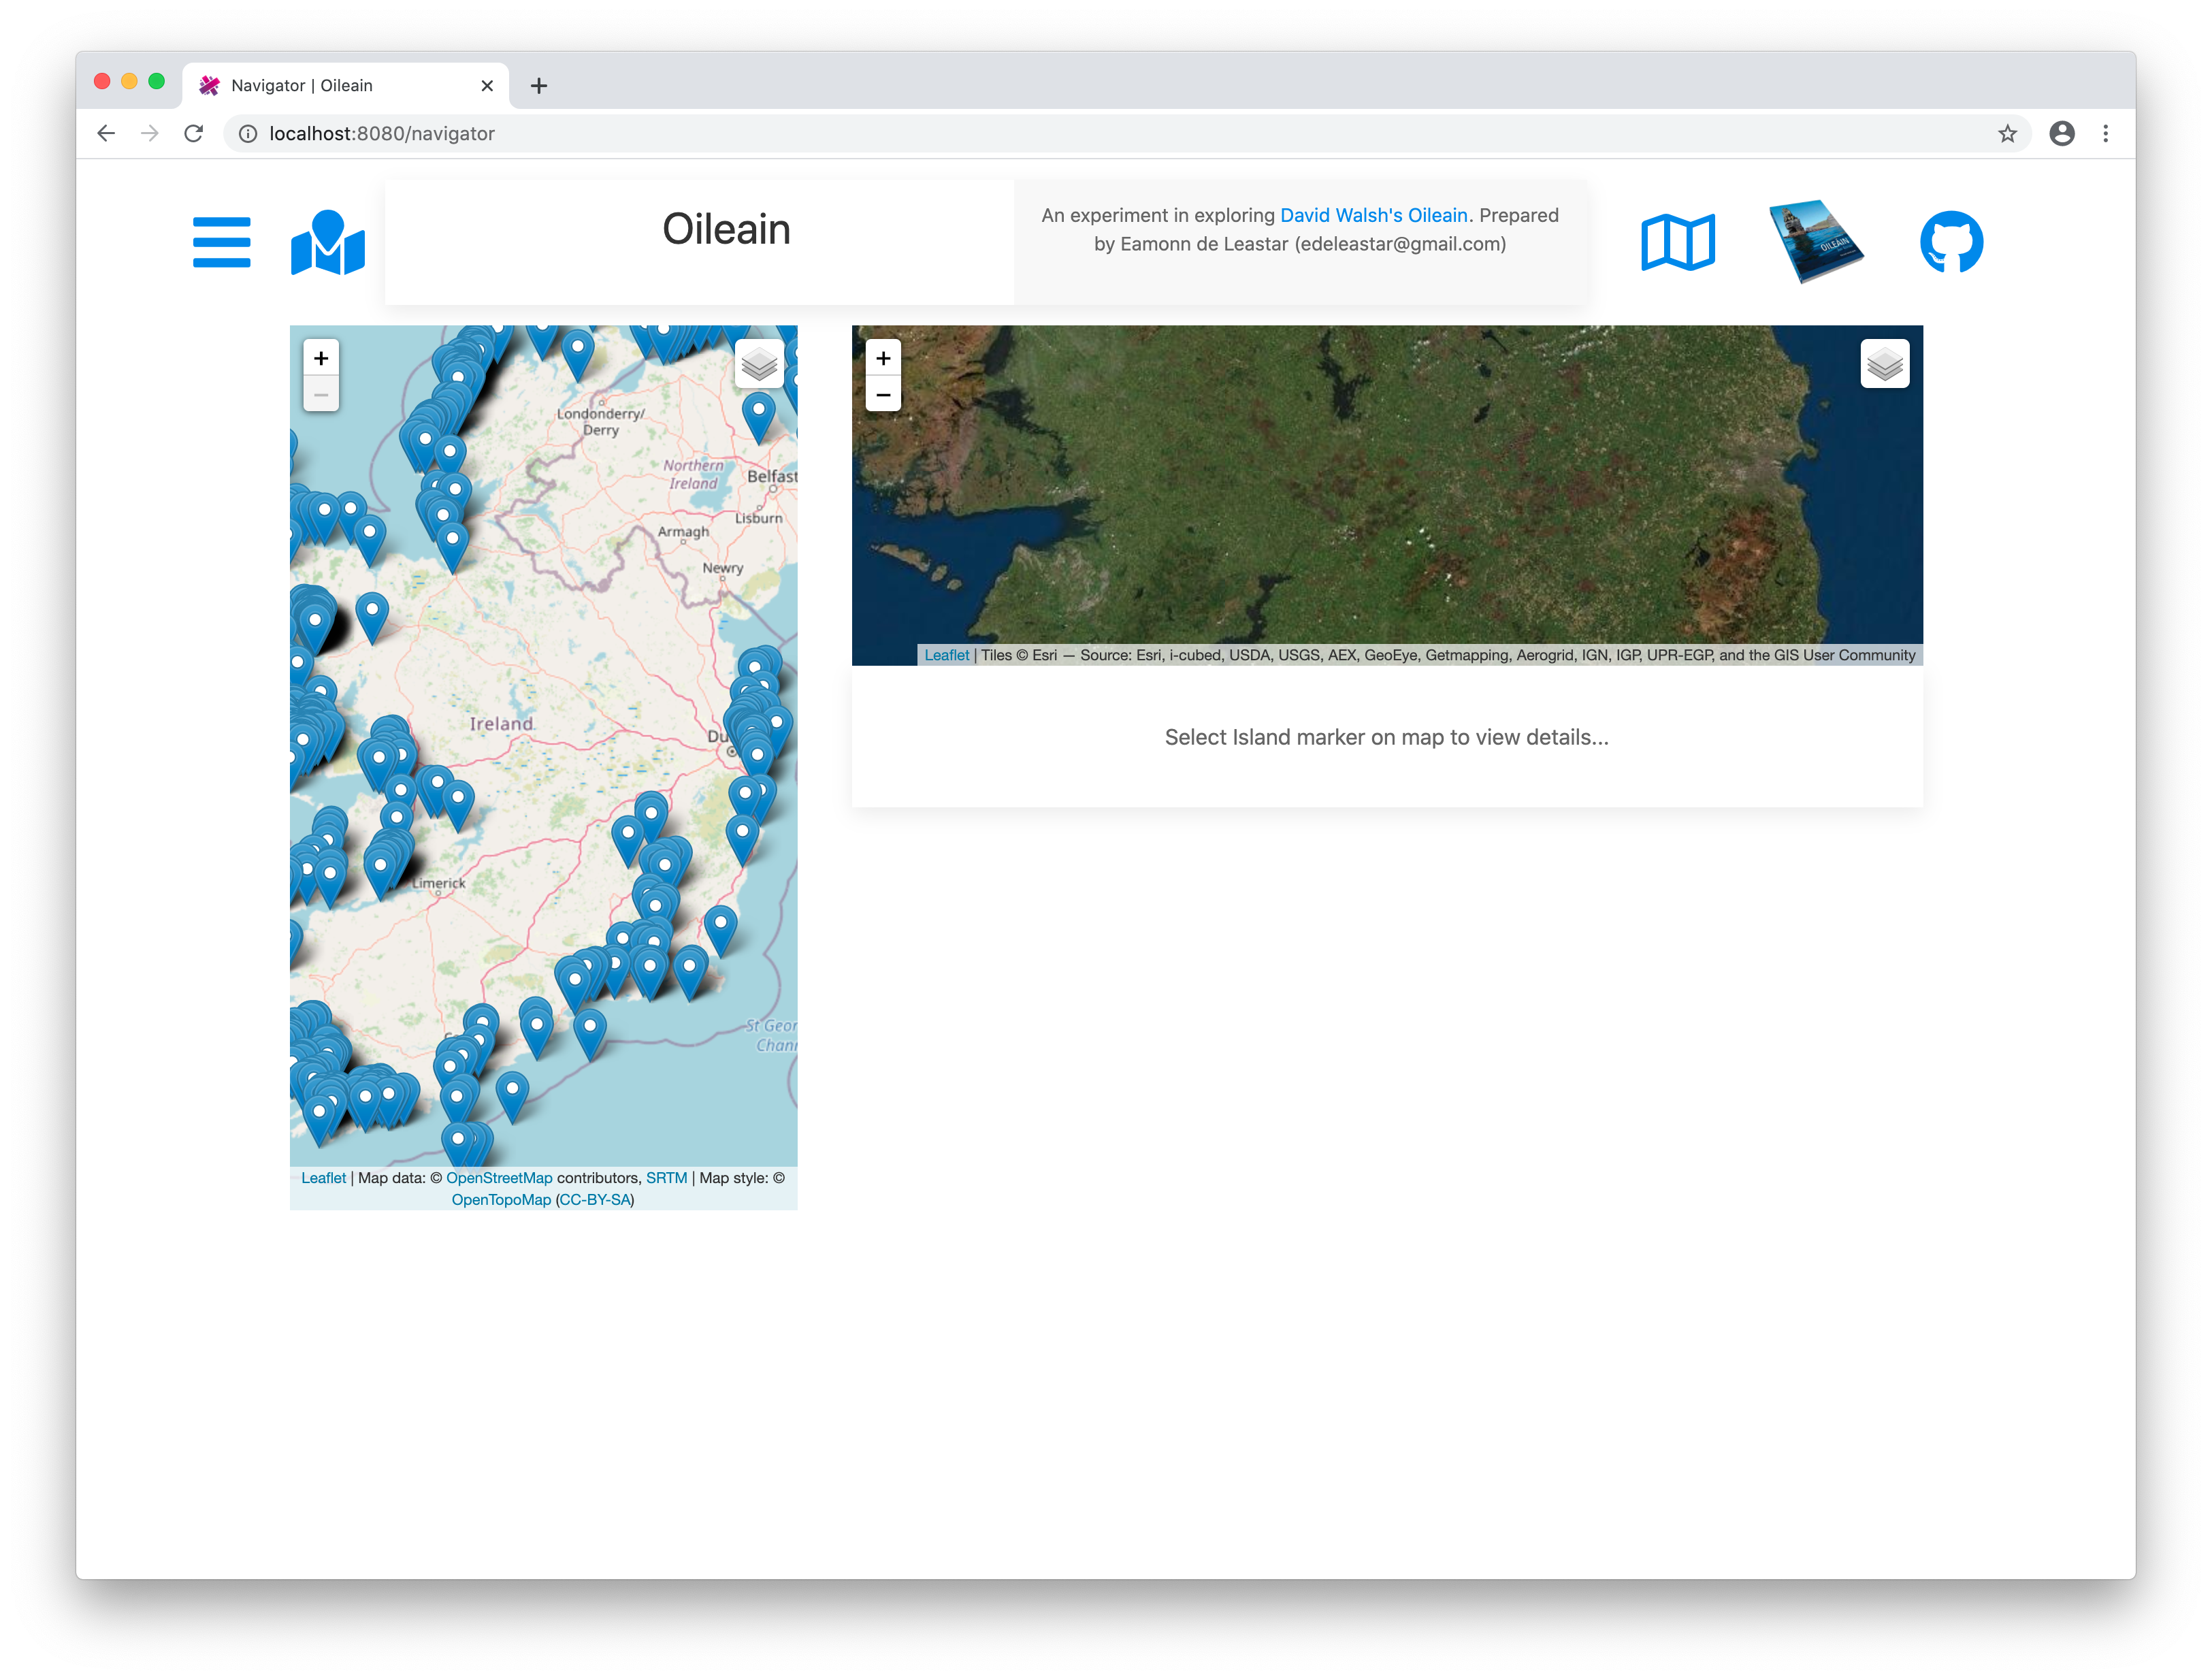 Navigator | Oileain
localhost:8080/navigator
Oileain
An experiment in exploring David Walsh's Oileain. Prepared
by Eamonn de Leastar (edeleastar@gmail.com)
OILEÁIN
+
−
Londonderry/
Derry
Northern
Ireland
Belfast
Lisburn
Armagh
Newry
Ireland
Du
Limerick
St Geor
Chann
Leaflet | Map data: © OpenStreetMap contributors, SRTM | Map style: ©
OpenTopoMap (CC-BY-SA)
+
−
Leaflet | Tiles © Esri — Source: Esri, i-cubed, USDA, USGS, AEX, GeoEye, Getmapping, Aerogrid, IGN, IGP, UPR-EGP, and the GIS User Community
Select Island marker on map to view details...